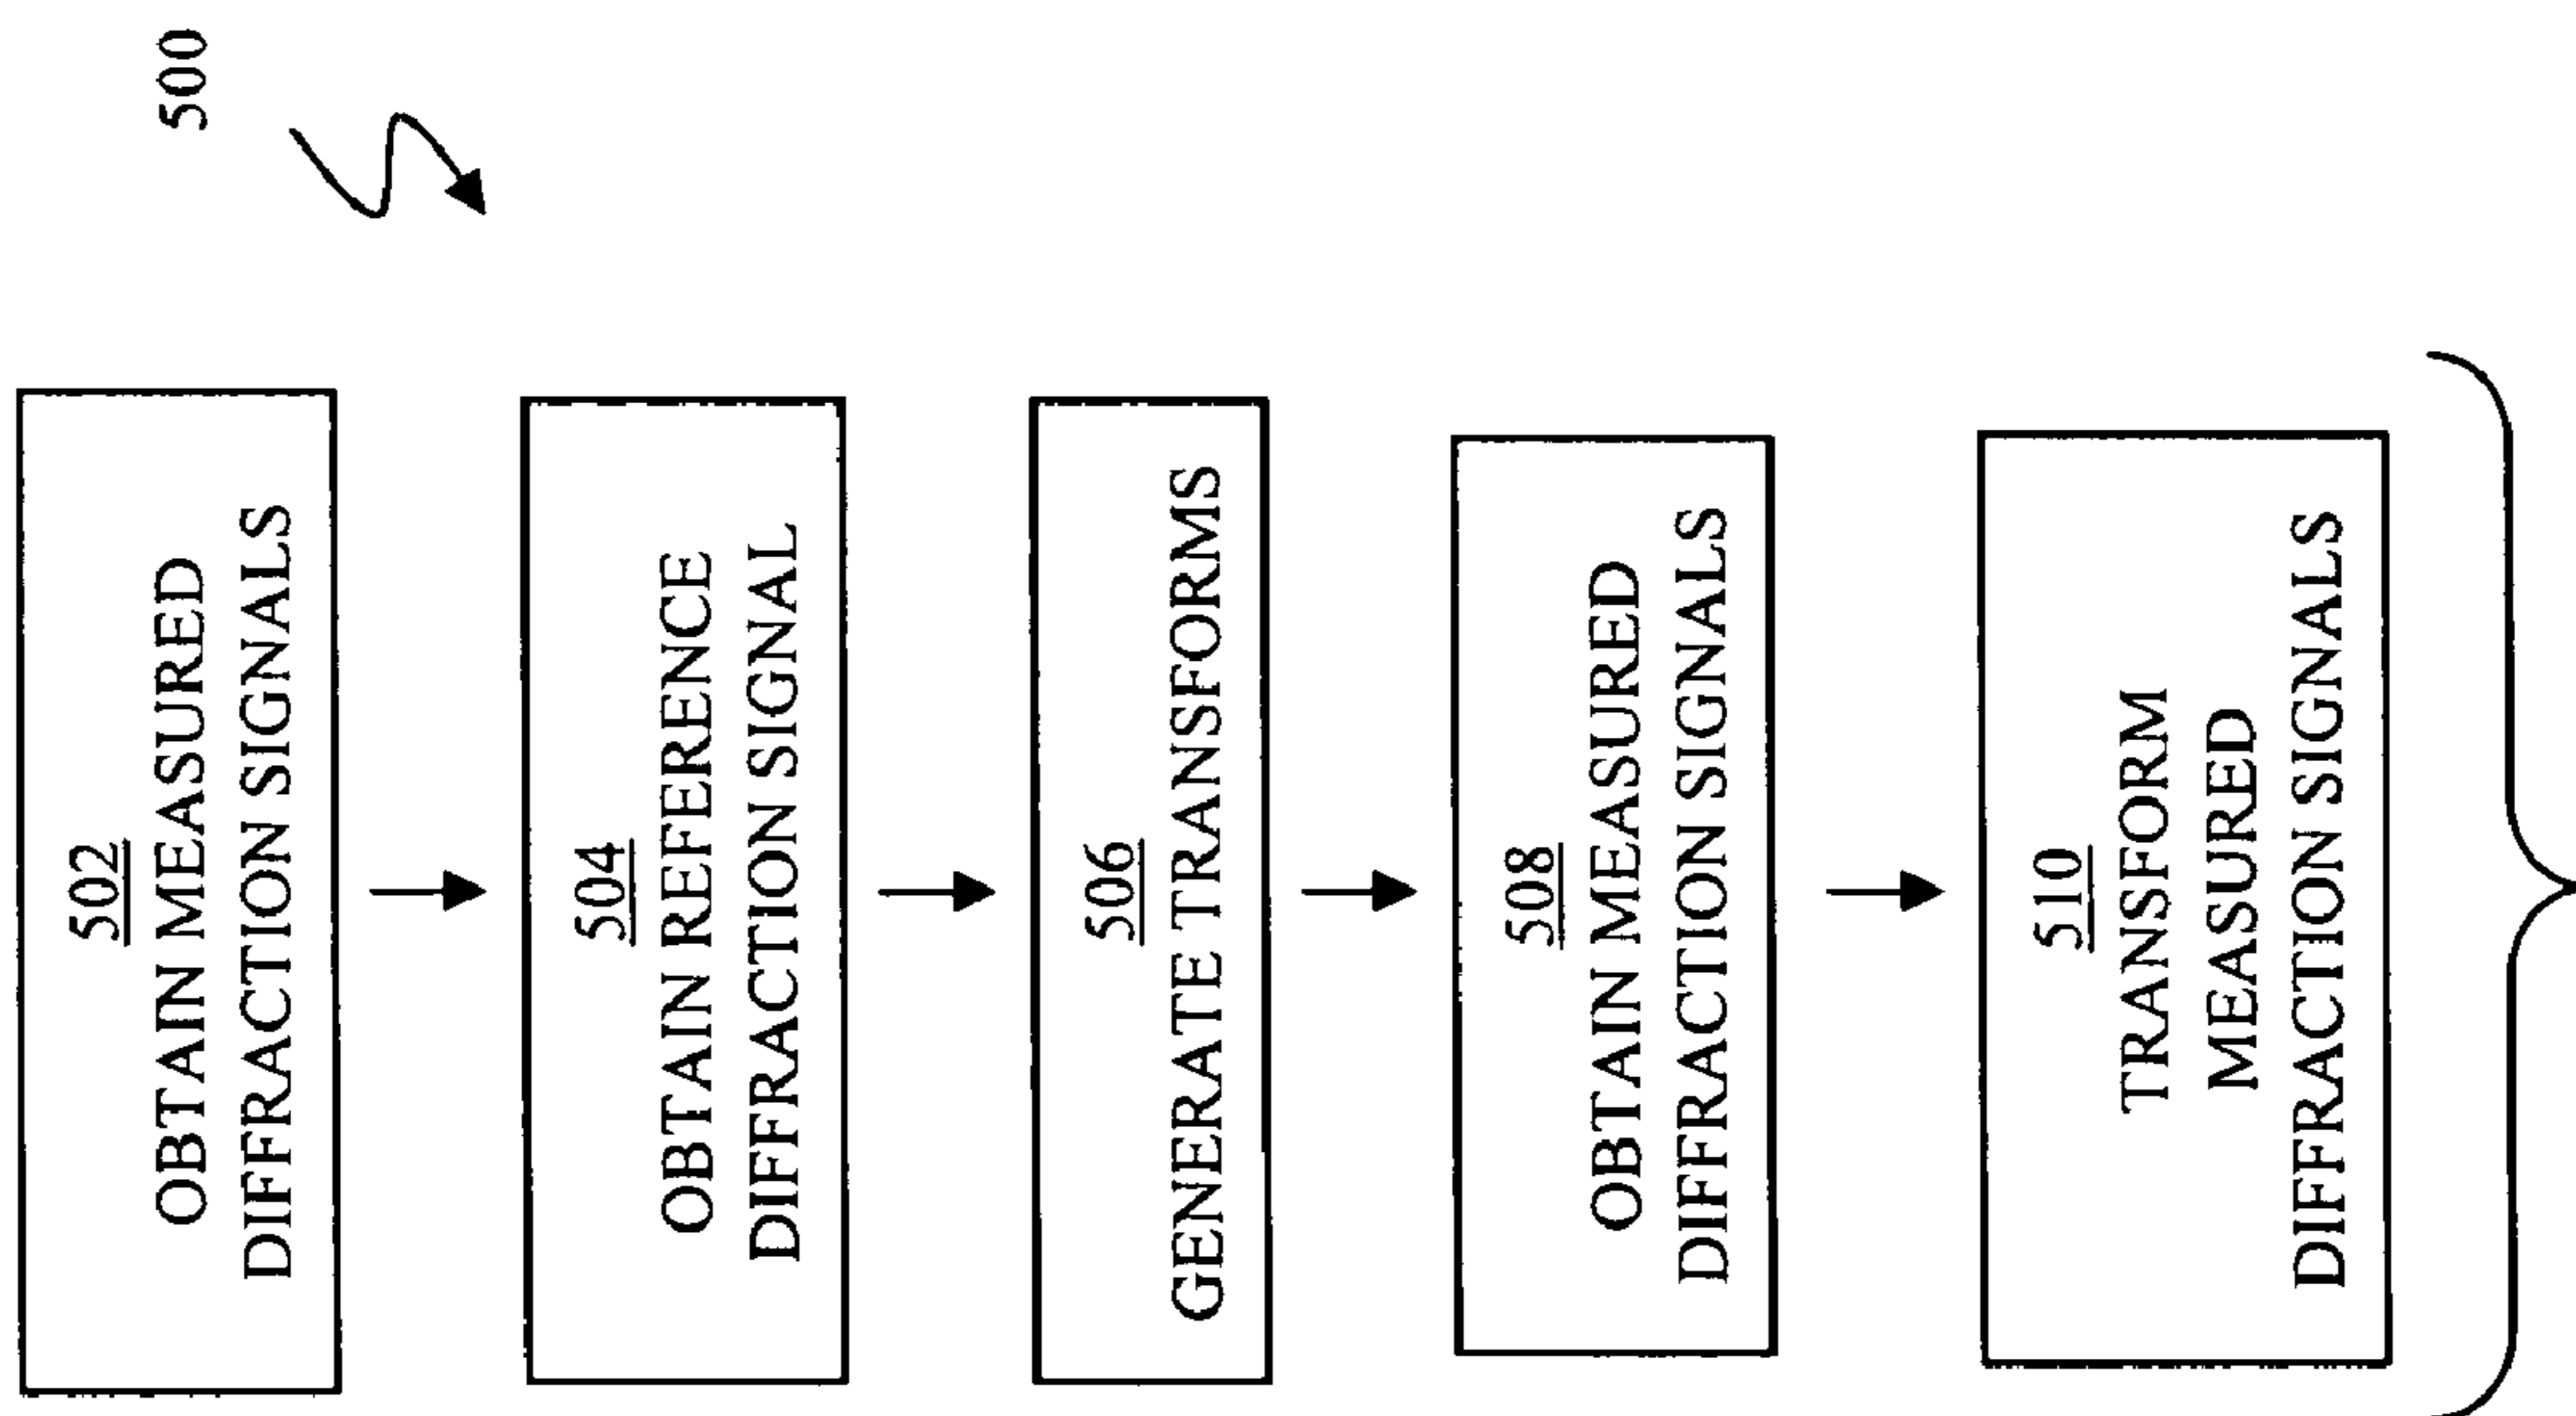 500
502
OBTAIN MEASURED
DIFFRACTION SIGNALS
504
OBTAIN REFERENCE
DIFFRACTION SIGNAL
506
GENERATE TRANSFORMS
508
OBTAIN MEASURED
DIFFRACTION SIGNALS
510
TRANSFORM
MEASURED
DIFFRACTION SIGNALS